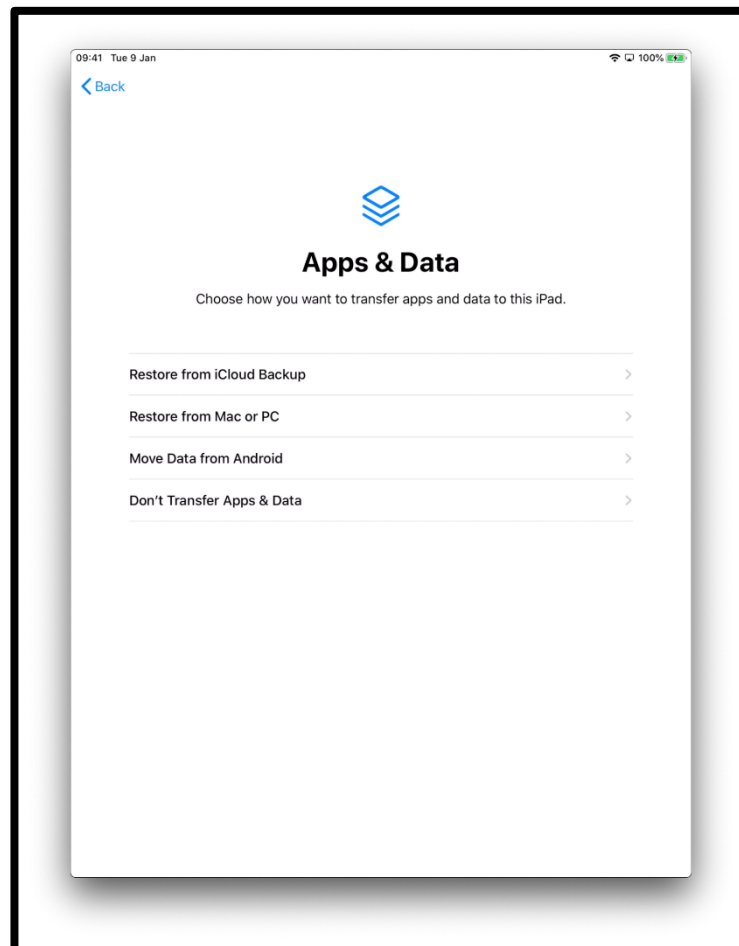 09:41 Tue 9 Jan 100%
Back
Apps & Data
Choose how you want to transfer apps and data to this iPad.
Restore from iCloud Backup
Restore from Mac or PC
Move Data from Android
Don’t Transfer Apps & Data